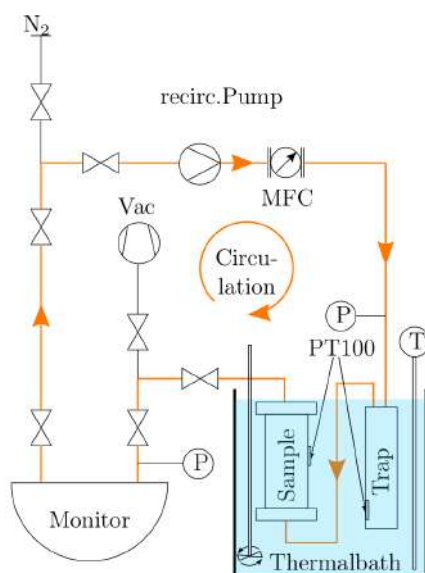 N₂
recirc.Pump
MFC
Vac
Circu-
lation
P
T
PT100
P
Sample
Trap
Monitor
Thermalbath